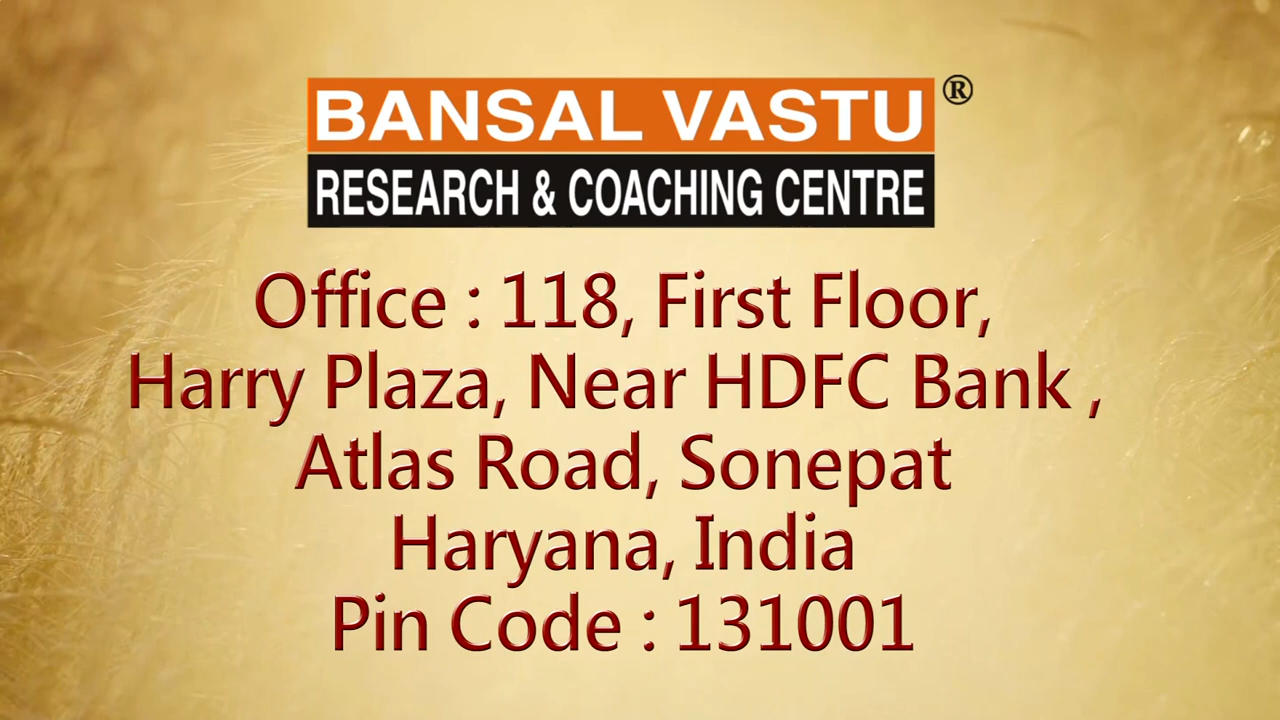 BANSAL VASTU ®
RESEARCH & COACHING CENTRE
Office : 118, First Floor,
Harry Plaza, Near HDFC Bank ,
Atlas Road, Sonepat
Haryana, India
Pin Code : 131001